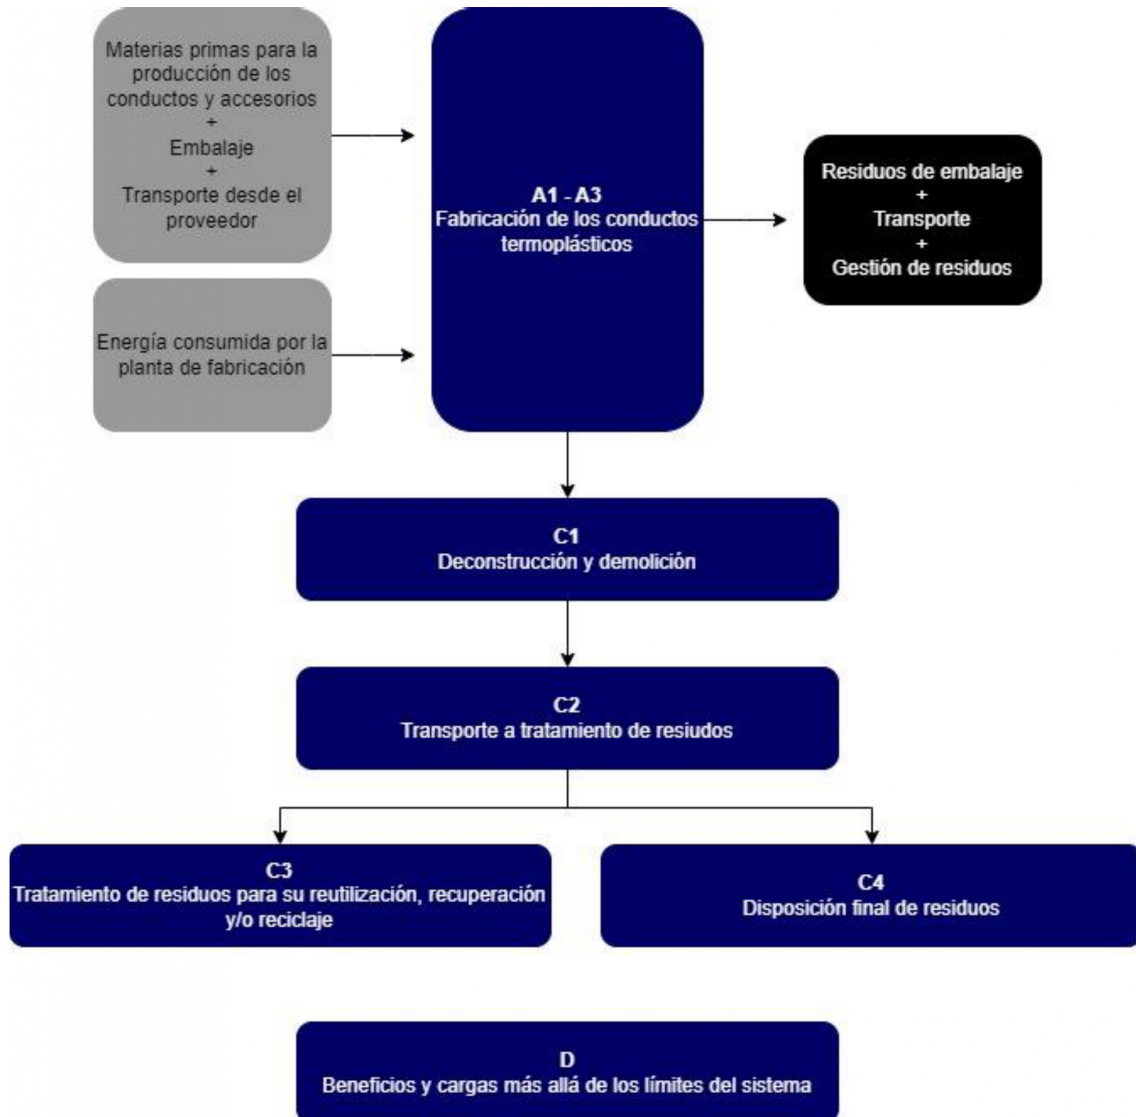 Materias primas para la
producción de los
conductos y accesorios
+
Embalaje
+
Transporte desde el
proveedor
Energía consumida por la
planta de fabricación
A1 - A3
Fabricación de los conductos
termoplásticos
Residuos de embalaje
+
Transporte
+
Gestión de residuos
C1
Deconstrucción y demolición
C2
Transporte a tratamiento de resiudos
C3
Tratamiento de residuos para su reutilización, recuperación
y/o reciclaje
C4
Disposición final de residuos
D
Beneficios y cargas más allá de los límites del sistema